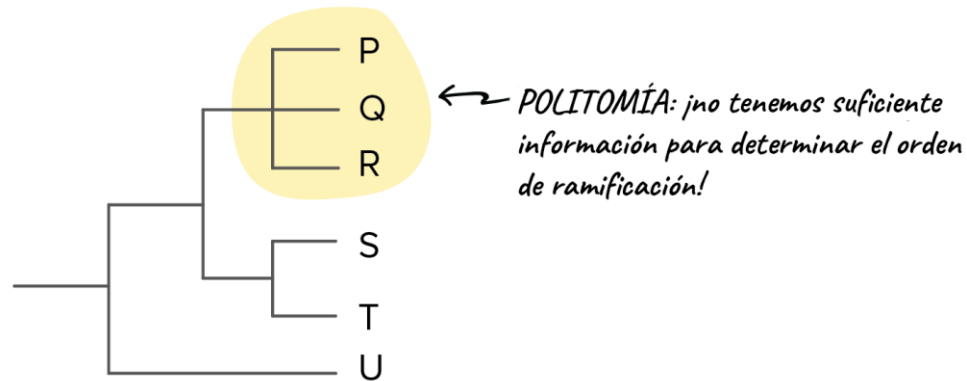 P
Q
R
S
T
U
POLITOMÍA: ¡no tenemos suficiente
información para determinar el orden
de ramificación!